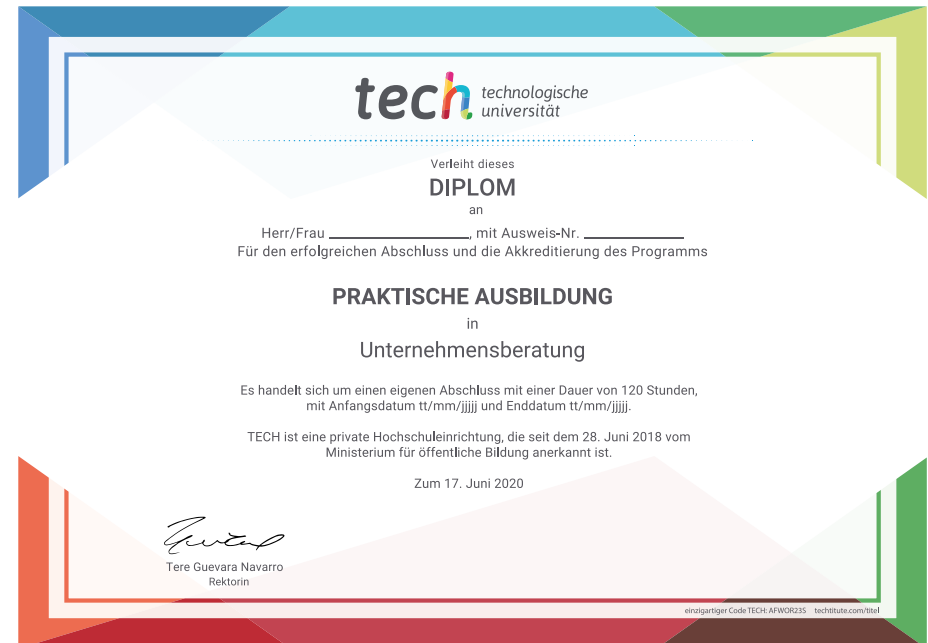 tech technologische
universität
Verleiht dieses
DIPLOM
an
Herr/Frau ____________________, mit Ausweis-Nr. ______________
Für den erfolgreichen Abschluss und die Akkreditierung des Programms
PRAKTISCHE AUSBILDUNG
in
Unternehmensberatung
Es handelt sich um einen eigenen Abschluss mit einer Dauer von 120 Stunden,
mit Anfangsdatum tt/mm/jjjjj und Enddatum tt/mm/jjjjj.
TECH ist eine private Hochschuleinrichtung, die seit dem 28. Juni 2018 vom
Ministerium für öffentliche Bildung anerkannt ist.
Zum 17. Juni 2020
Tere Guevara Navarro
Rektorin
einzigartiger Code TECH: AFWOR23S techtitute.com/titel